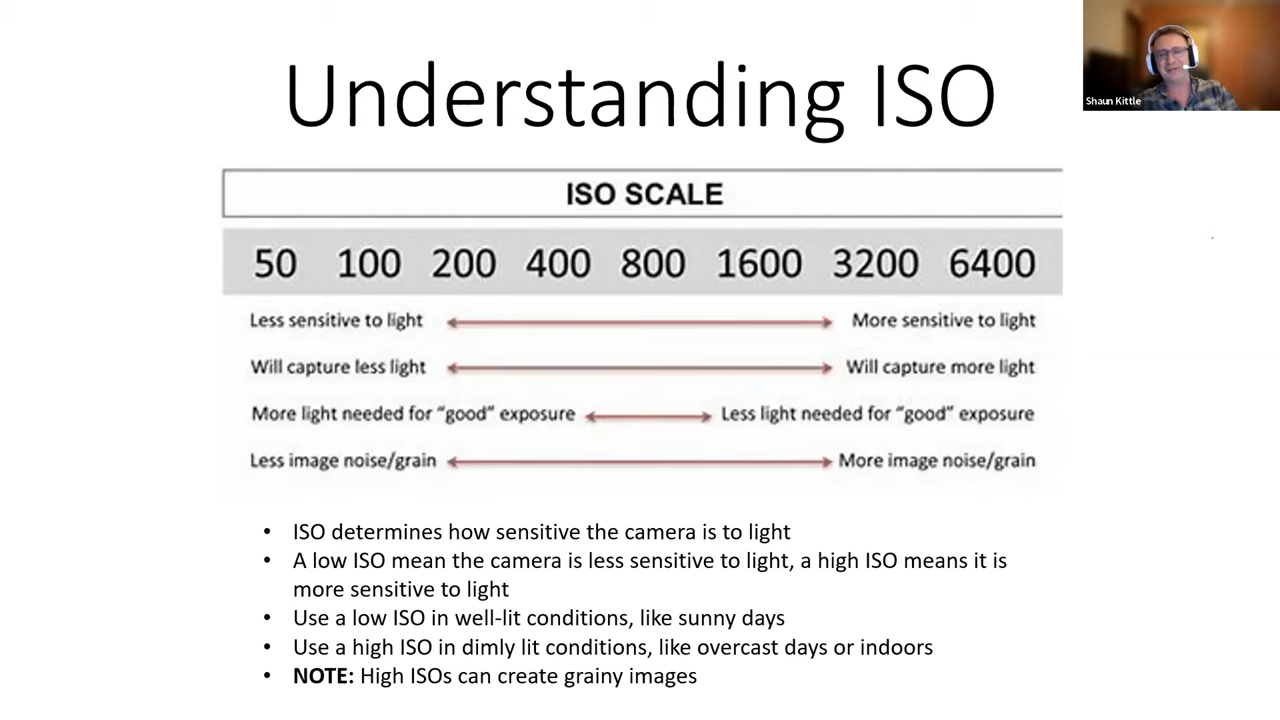 Understanding ISO
Shaun Kittle
ISO SCALE
50 100 200 400 800 1600 3200 6400
Less sensitive to light More sensitive to light
Will capture less light Will capture more light
More light needed for “good” exposure Less light needed for “good” exposure
Less image noise/grain More image noise/grain
• ISO determines how sensitive the camera is to light
• A low ISO mean the camera is less sensitive to light, a high ISO means it is
more sensitive to light
• Use a low ISO in well-lit conditions, like sunny days
• Use a high ISO in dimly lit conditions, like overcast days or indoors
• NOTE: High ISOs can create grainy images